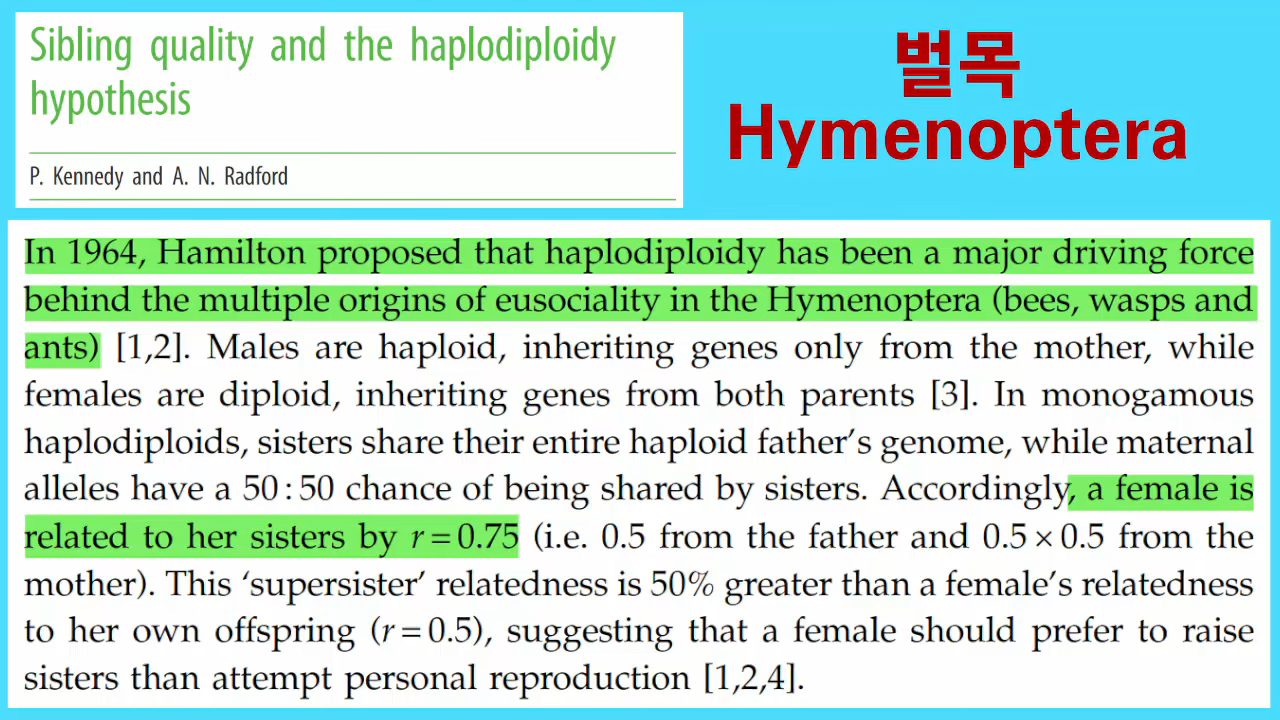 Sibling quality and the haplodiploidy
hypothesis
P. Kennedy and A. N. Radford
벌목
Hymenoptera
In 1964, Hamilton proposed that haplodiploidy has been a major driving force
behind the multiple origins of eusociality in the Hymenoptera (bees, wasps and
ants) [1,2]. Males are haploid, inheriting genes only from the mother, while
females are diploid, inheriting genes from both parents [3]. In monogamous
haplodiploids, sisters share their entire haploid father's genome, while maternal
alleles have a 50 : 50 chance of being shared by sisters. Accordingly, a female is
related to her sisters by r = 0.75 (i.e. 0.5 from the father and 0.5 × 0.5 from the
mother). This 'supersister' relatedness is 50% greater than a female's relatedness
to her own offspring (r = 0.5), suggesting that a female should prefer to raise
sisters than attempt personal reproduction [1,2,4].